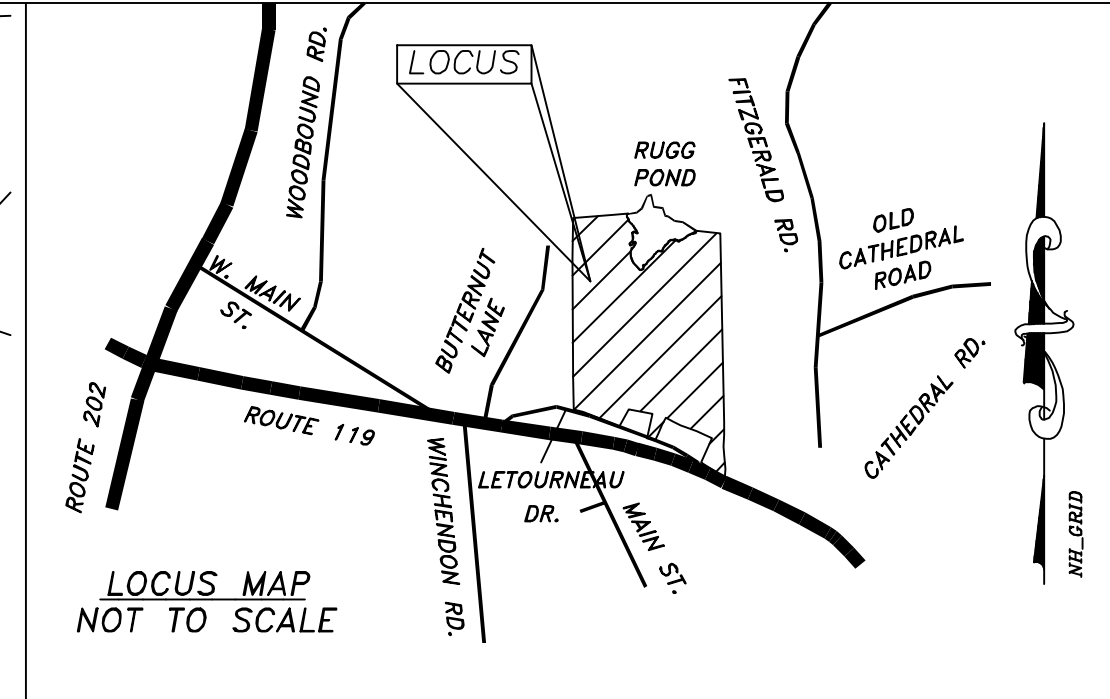 WOODBOUND RD.
LOCUS
FITZGERALD RD.
RUGG
POND
OLD
CATHEDRAL
ROAD
W. MAIN
ST.
BUTTERNUT
LANE
CATHEDRAL RD.
ROUTE 202
ROUTE 119
WINCHENDON RD.
LETOURNEAU
DR.
MAIN ST.
NH_GRID
LOCUS MAP
NOT TO SCALE